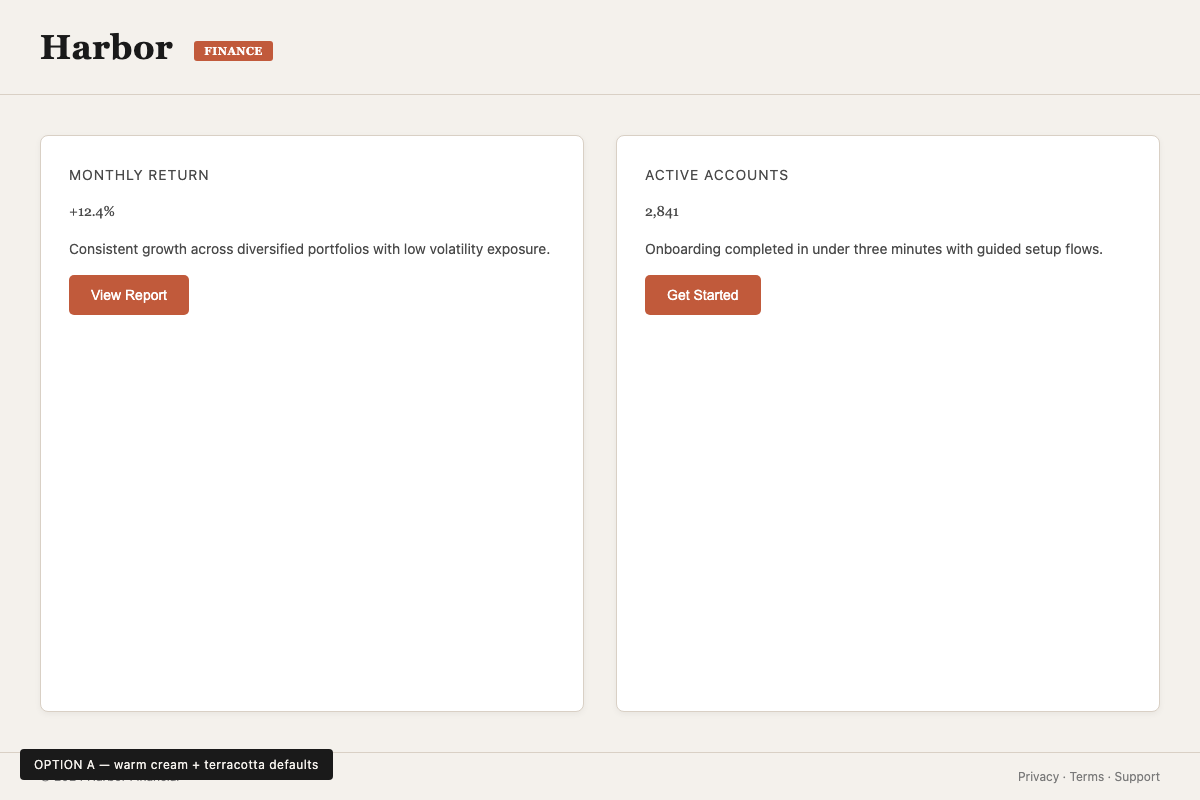 Harbor
FINANCE
MONTHLY RETURN
+12.4%
Consistent growth across diversified portfolios with low volatility exposure.
View Report
ACTIVE ACCOUNTS
2,841
Onboarding completed in under three minutes with guided setup flows.
Get Started
OPTION A — warm cream + terracotta defaults
Privacy · Terms · Support